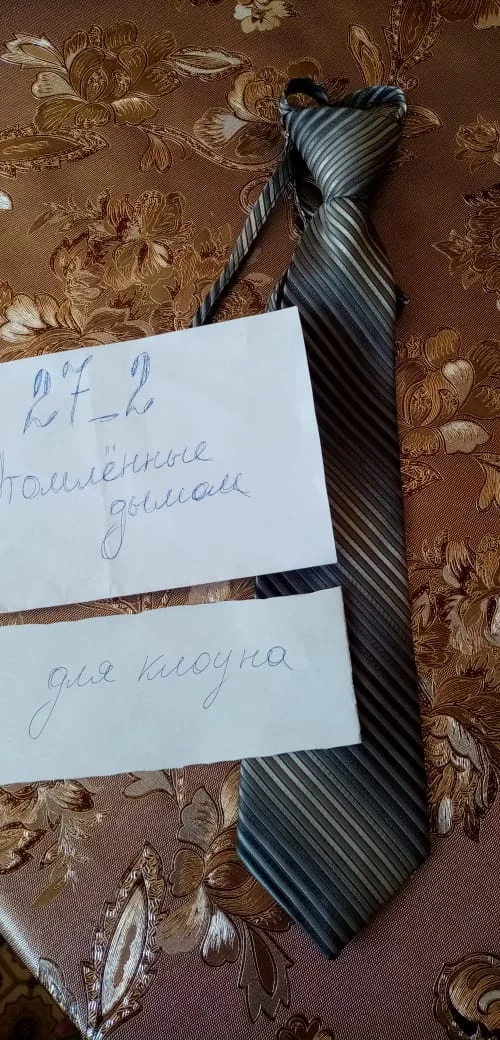 27_2
томлённые
дымом
для клоуна